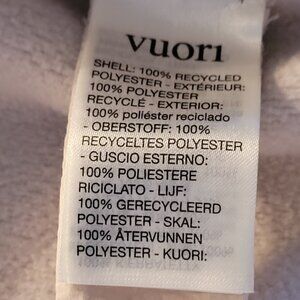 vuori
SHELL: 100% RECYCLED
POLYESTER - EXTÉRIEUR:
100% POLYESTER
RECYCLÉ - EXTERIOR:
100% poliéster reciclado
- OBERSTOFF: 100%
RECYCELTES POLYESTER
- GUSCIO ESTERNO:
100% POLIESTERE
RICICLATO - LIJF:
100% GERECYCLEERD
POLYESTER - SKAL:
100% ÅTERVUNNEN
POLYESTER - KUORI: